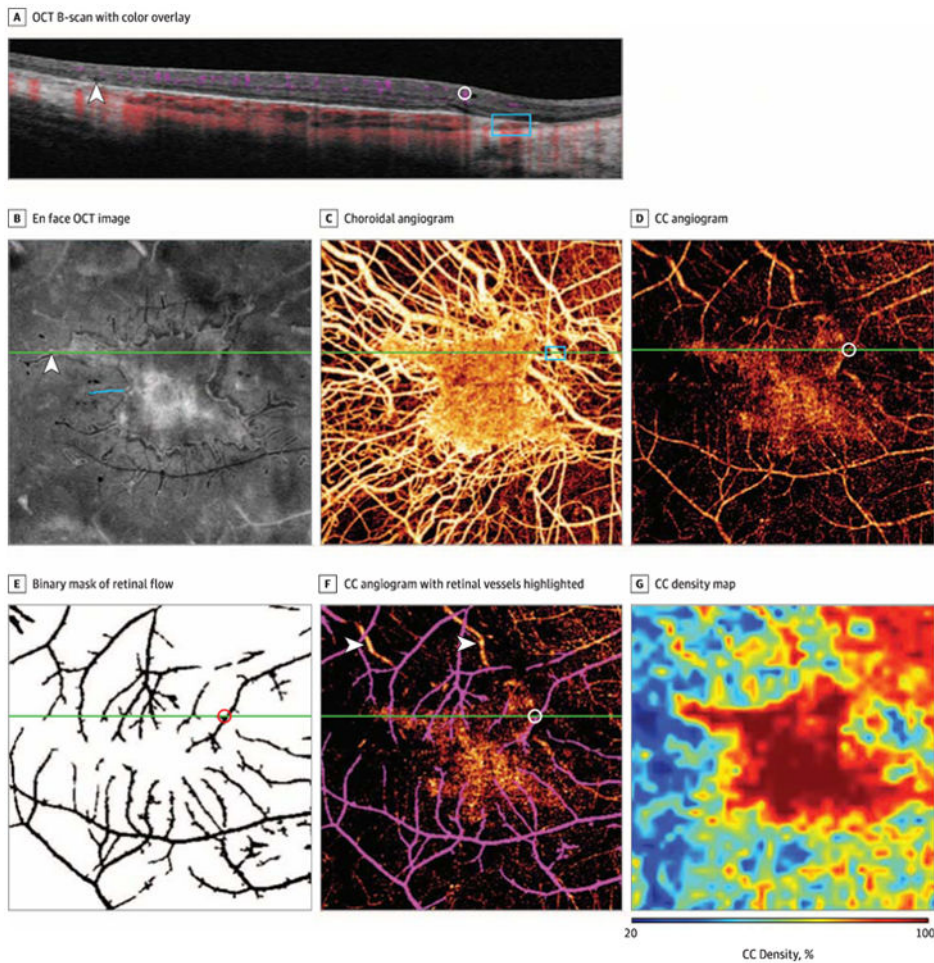 A OCT B-scan with color overlay
B En face OCT image
C Choroidal angiogram
D CC angiogram
E Binary mask of retinal flow
F CC angiogram with retinal vessels highlighted
G CC density map
20 100
CC Density, %